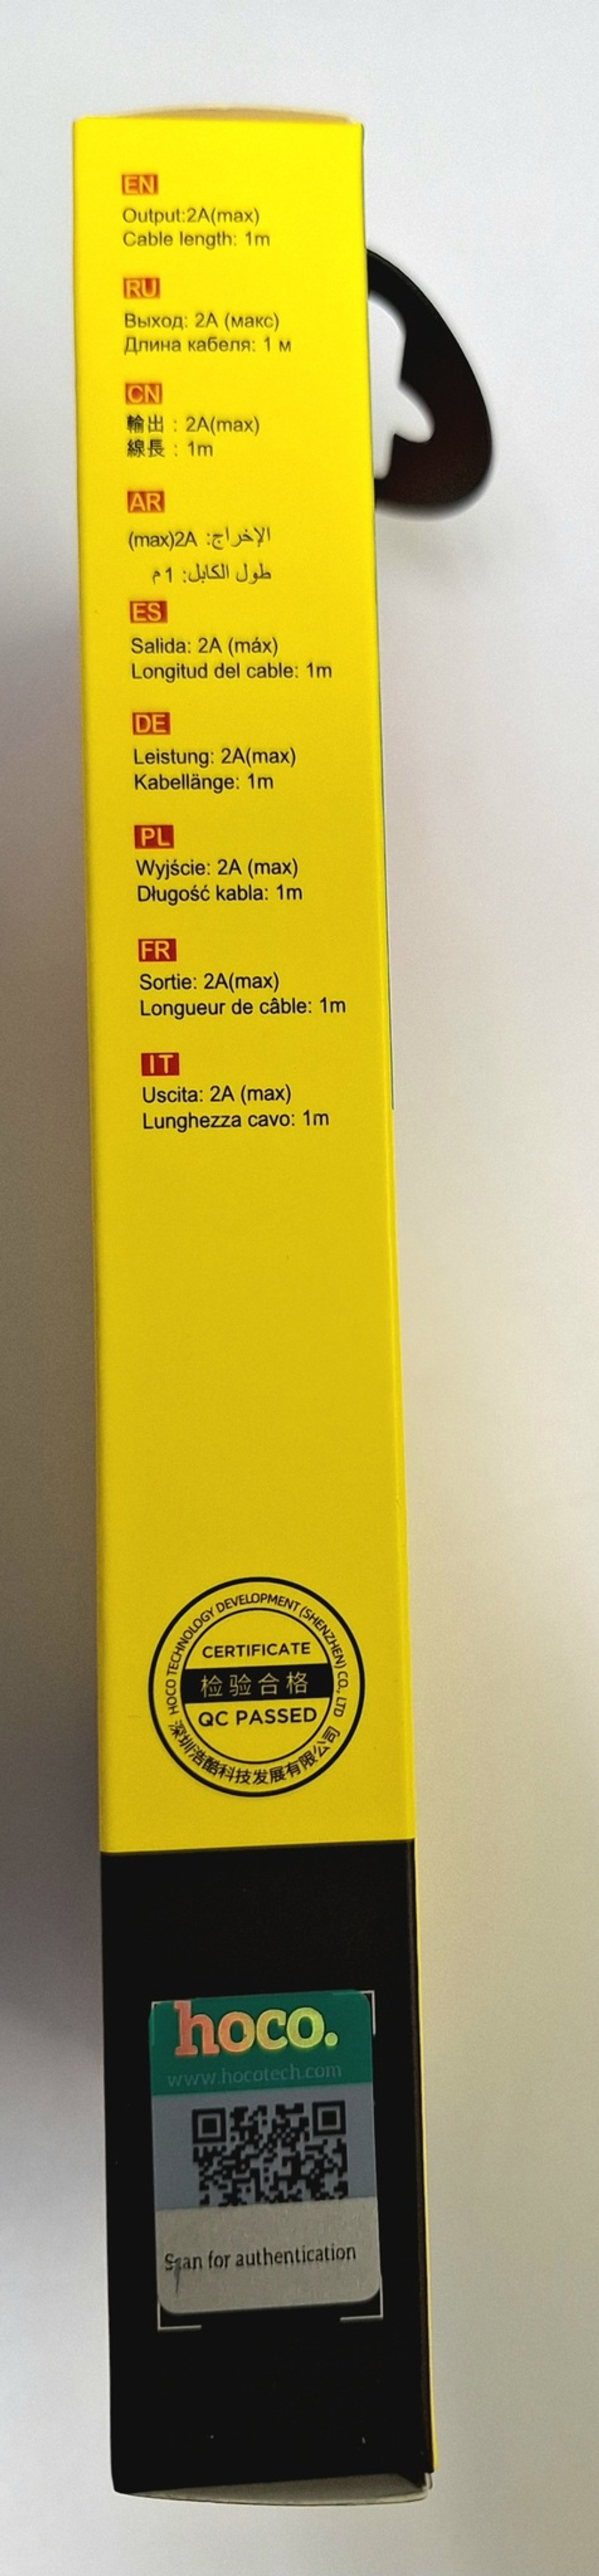 EN
Output:2A(max)
Cable length: 1m
RU
Выход: 2А (макс)
Длина кабеля: 1 м
CN
輸出 : 2A(max)
線長 : 1m
AR
الإخراج: 2A(max)
طول الكابل: 1 م
ES
Salida: 2A (máx)
Longitud del cable: 1m
DE
Leistung: 2A(max)
Kabellänge: 1m
PL
Wyjście: 2A (max)
Długość kabla: 1m
FR
Sortie: 2A(max)
Longueur de câble: 1m
IT
Uscita: 2A (max)
Lunghezza cavo: 1m
HOCO TECHNOLOGY DEVELOPMENT (SHENZHEN) CO., LTD
CERTIFICATE
检验合格
QC PASSED
深圳浩酷科技发展有限公司
hoco.
www.hocotech.com
Scan for authentication